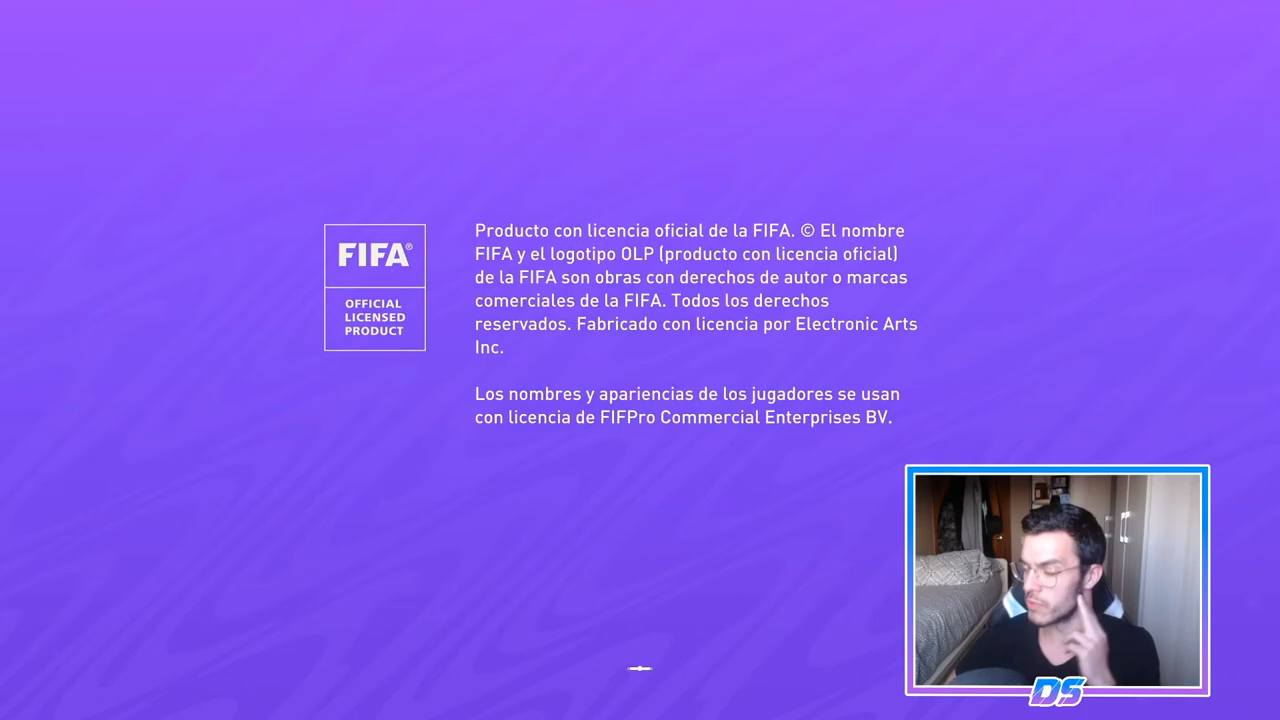 FIFA®
OFFICIAL
LICENSED
PRODUCT
Producto con licencia oficial de la FIFA. © El nombre
FIFA y el logotipo OLP (producto con licencia oficial)
de la FIFA son obras con derechos de autor o marcas
comerciales de la FIFA. Todos los derechos
reservados. Fabricado con licencia por Electronic Arts
Inc.
Los nombres y apariencias de los jugadores se usan
con licencia de FIFPro Commercial Enterprises BV.
DS